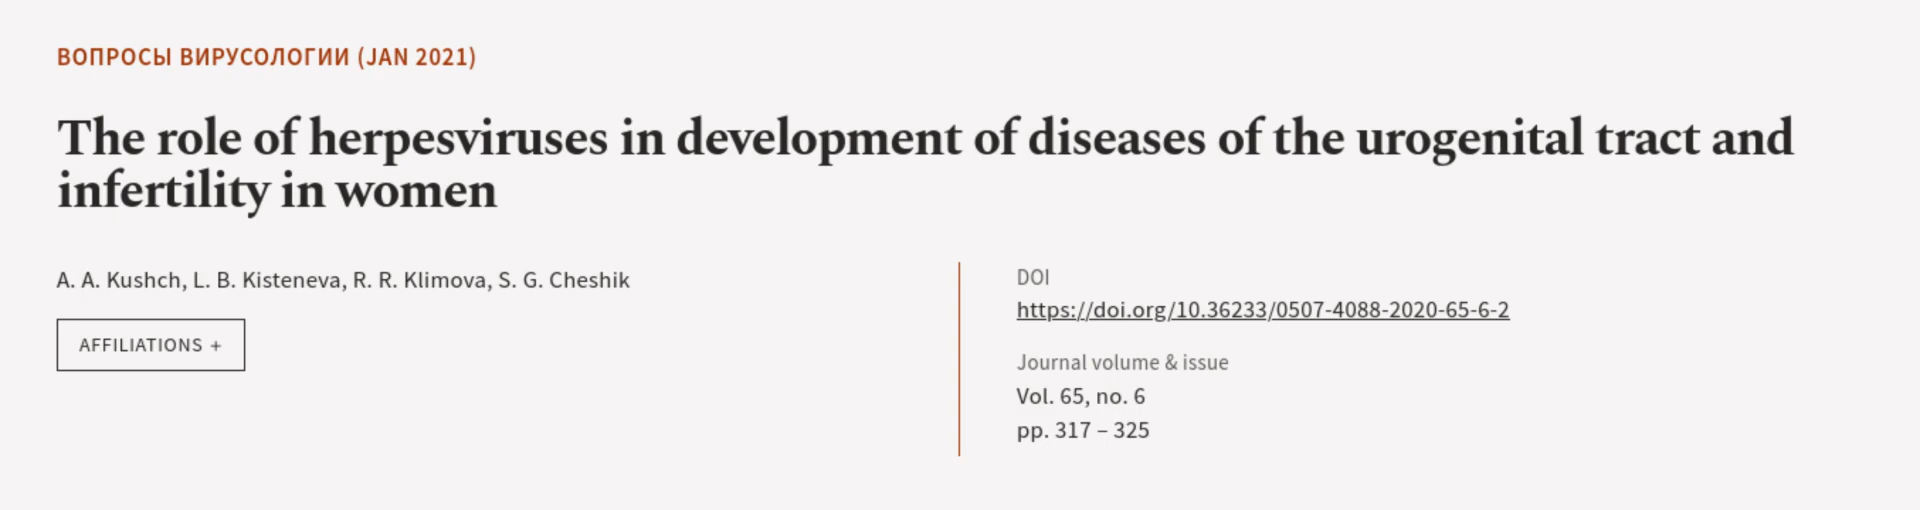 ВОПРОСЫ ВИРУСОЛОГИИ (JAN 2021)
The role of herpesviruses in development of diseases of the urogenital tract and
infertility in women
A. A. Kushch, L. B. Kisteneva, R. R. Klimova, S. G. Cheshik
AFFILIATIONS +
DOI
https://doi.org/10.36233/0507-4088-2020-65-6-2
Journal volume & issue
Vol. 65, no. 6
pp. 317 – 325